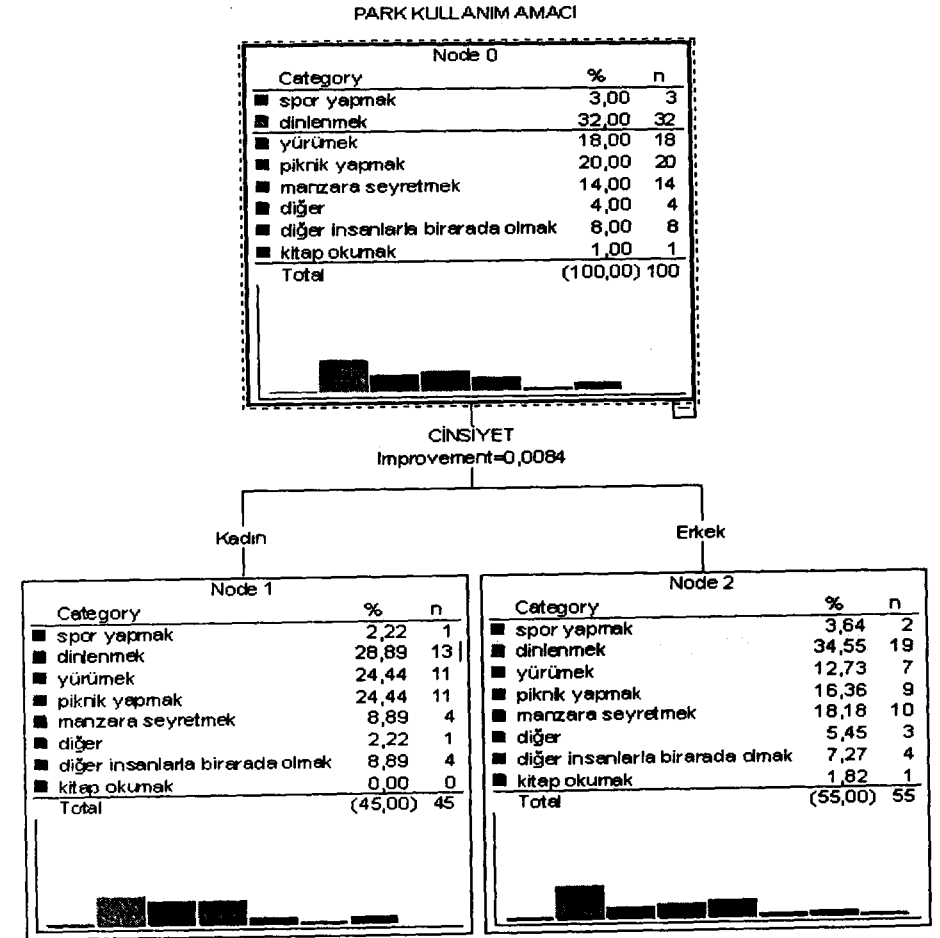 PARK KULLANIM AMACI
Node 0
Category % n
spor yapmak 3,00 3
dinlenmek 32,00 32
yürümek 18,00 18
piknik yapmak 20,00 20
manzara seyretmek 14,00 14
diğer 4,00 4
diğer insanlarla birarada olmak 8,00 8
kitap okumak 1,00 1
Total (100,00) 100
CİNSİYET
Improvement=0,0084
Kadın
Erkek
Node 1
Category % n
spor yapmak 2,22 1
dinlenmek 28,89 13
yürümek 24,44 11
piknik yapmak 24,44 11
manzara seyretmek 8,89 4
diğer 2,22 1
diğer insanlarla birarada olmak 8,89 4
kitap okumak 0,00 0
Total (45,00) 45
Node 2
Category % n
spor yapmak 3,64 2
dinlenmek 34,55 19
yürümek 12,73 7
piknik yapmak 16,36 9
manzara seyretmek 18,18 10
diğer 5,45 3
diğer insanlarla birarada olmak 7,27 4
kitap okumak 1,82 1
Total (55,00) 55